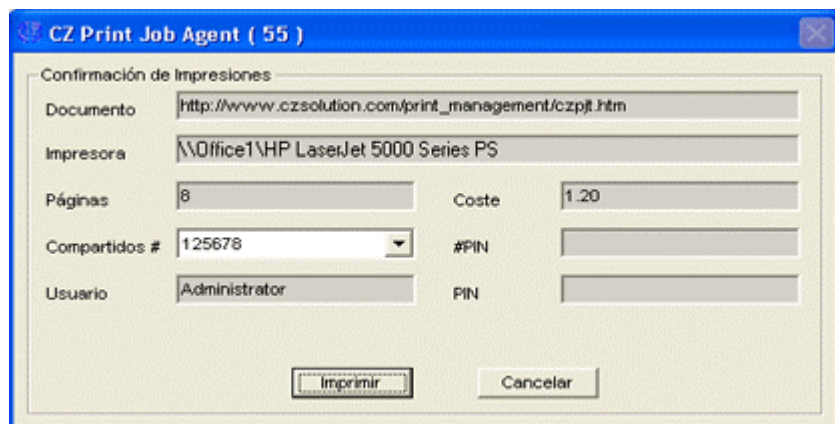 CZ Print Job Agent ( 55 )
Confirmación de Impresiones
Documento http://www.czsolution.com/print_management/czpjt.htm
Impresora \\Office1\HP LaserJet 5000 Series PS
Páginas 8 Coste 1.20
Compartidos # 125678 #PIN
Usuario Administrator PIN
Imprimir Cancelar